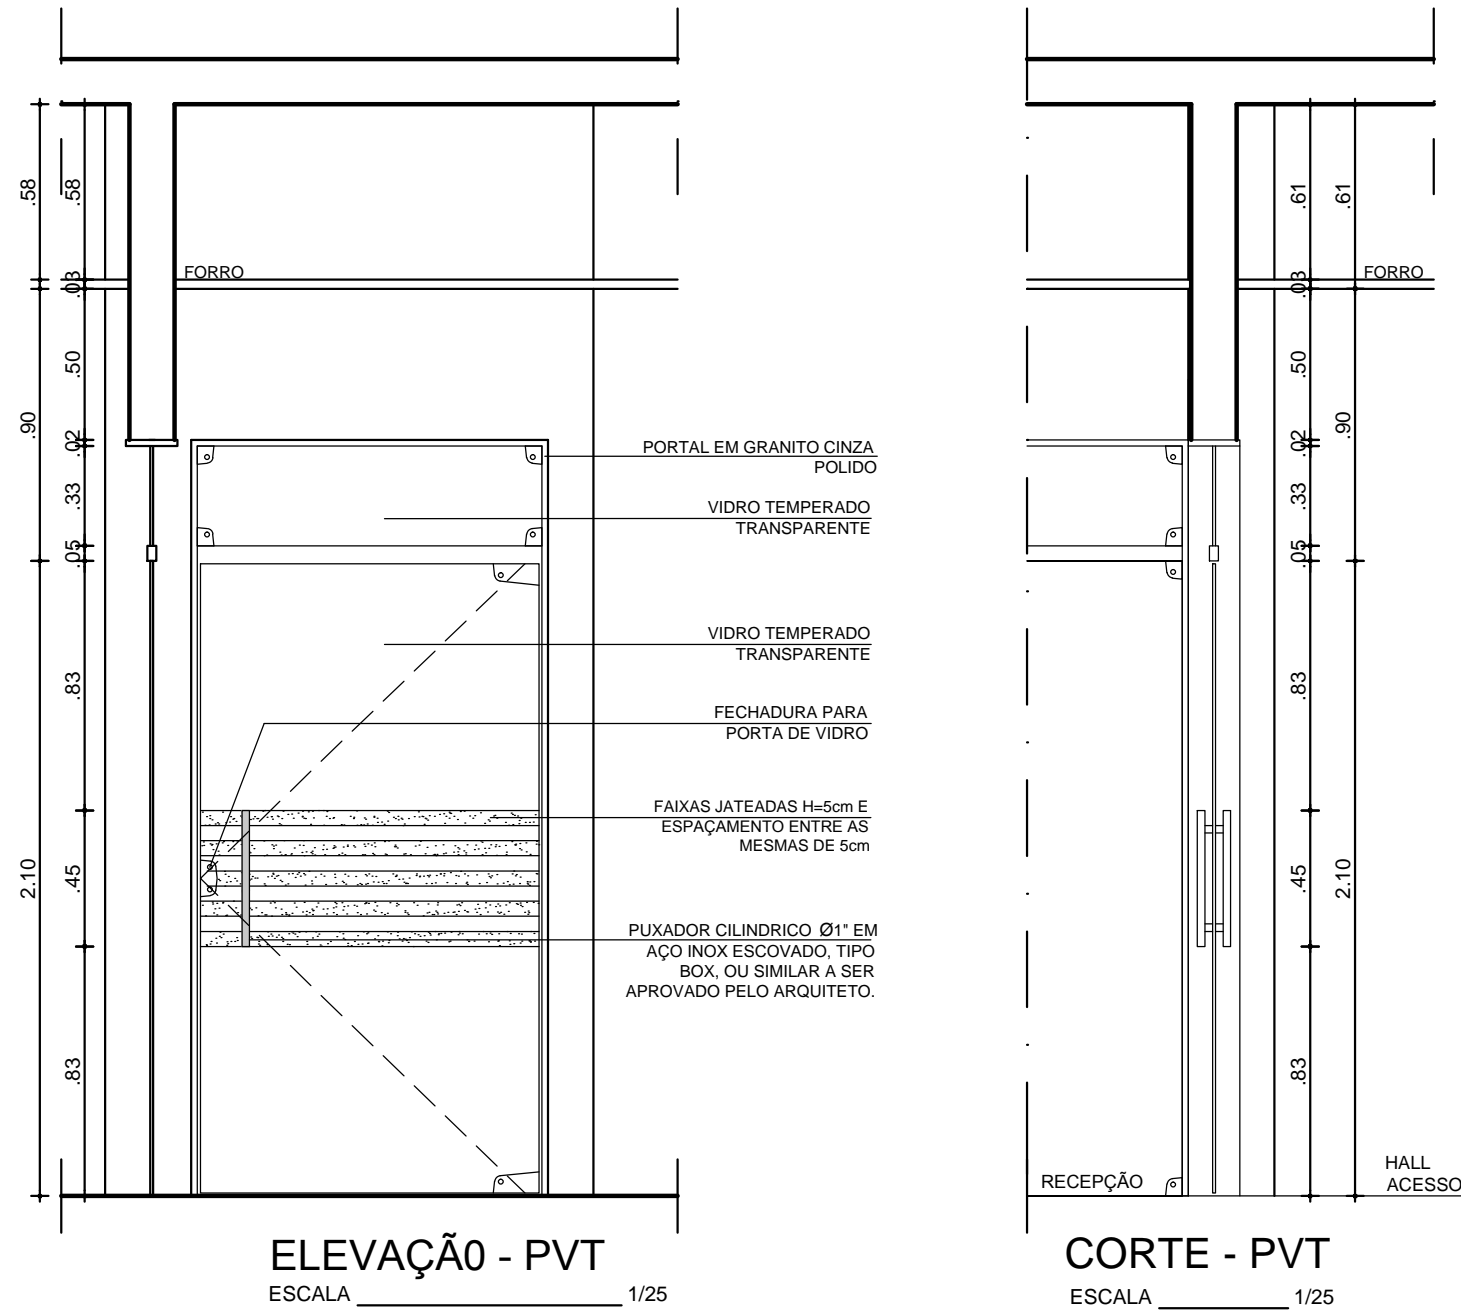 .58
.58
.03
.50
.90
.02
.33
.05
.83
2.10
.45
.83
FORRO
PORTAL EM GRANITO CINZA
POLIDO
VIDRO TEMPERADO
TRANSPARENTE
VIDRO TEMPERADO
TRANSPARENTE
FECHADURA PARA
PORTA DE VIDRO
FAIXAS JATEADAS H=5cm E
ESPAÇAMENTO ENTRE AS
MESMAS DE 5cm
PUXADOR CILINDRICO Ø1" EM
AÇO INOX ESCOVADO, TIPO
BOX, OU SIMILAR A SER
APROVADO PELO ARQUITETO.
ELEVAÇÃ0 - PVT
ESCALA 1/25
.61
.61
.03
FORRO
.50
.90
.02
.33
.05
.83
.45
2.10
.83
RECEPÇÃO
HALL
ACESSO
CORTE - PVT
ESCALA 1/25